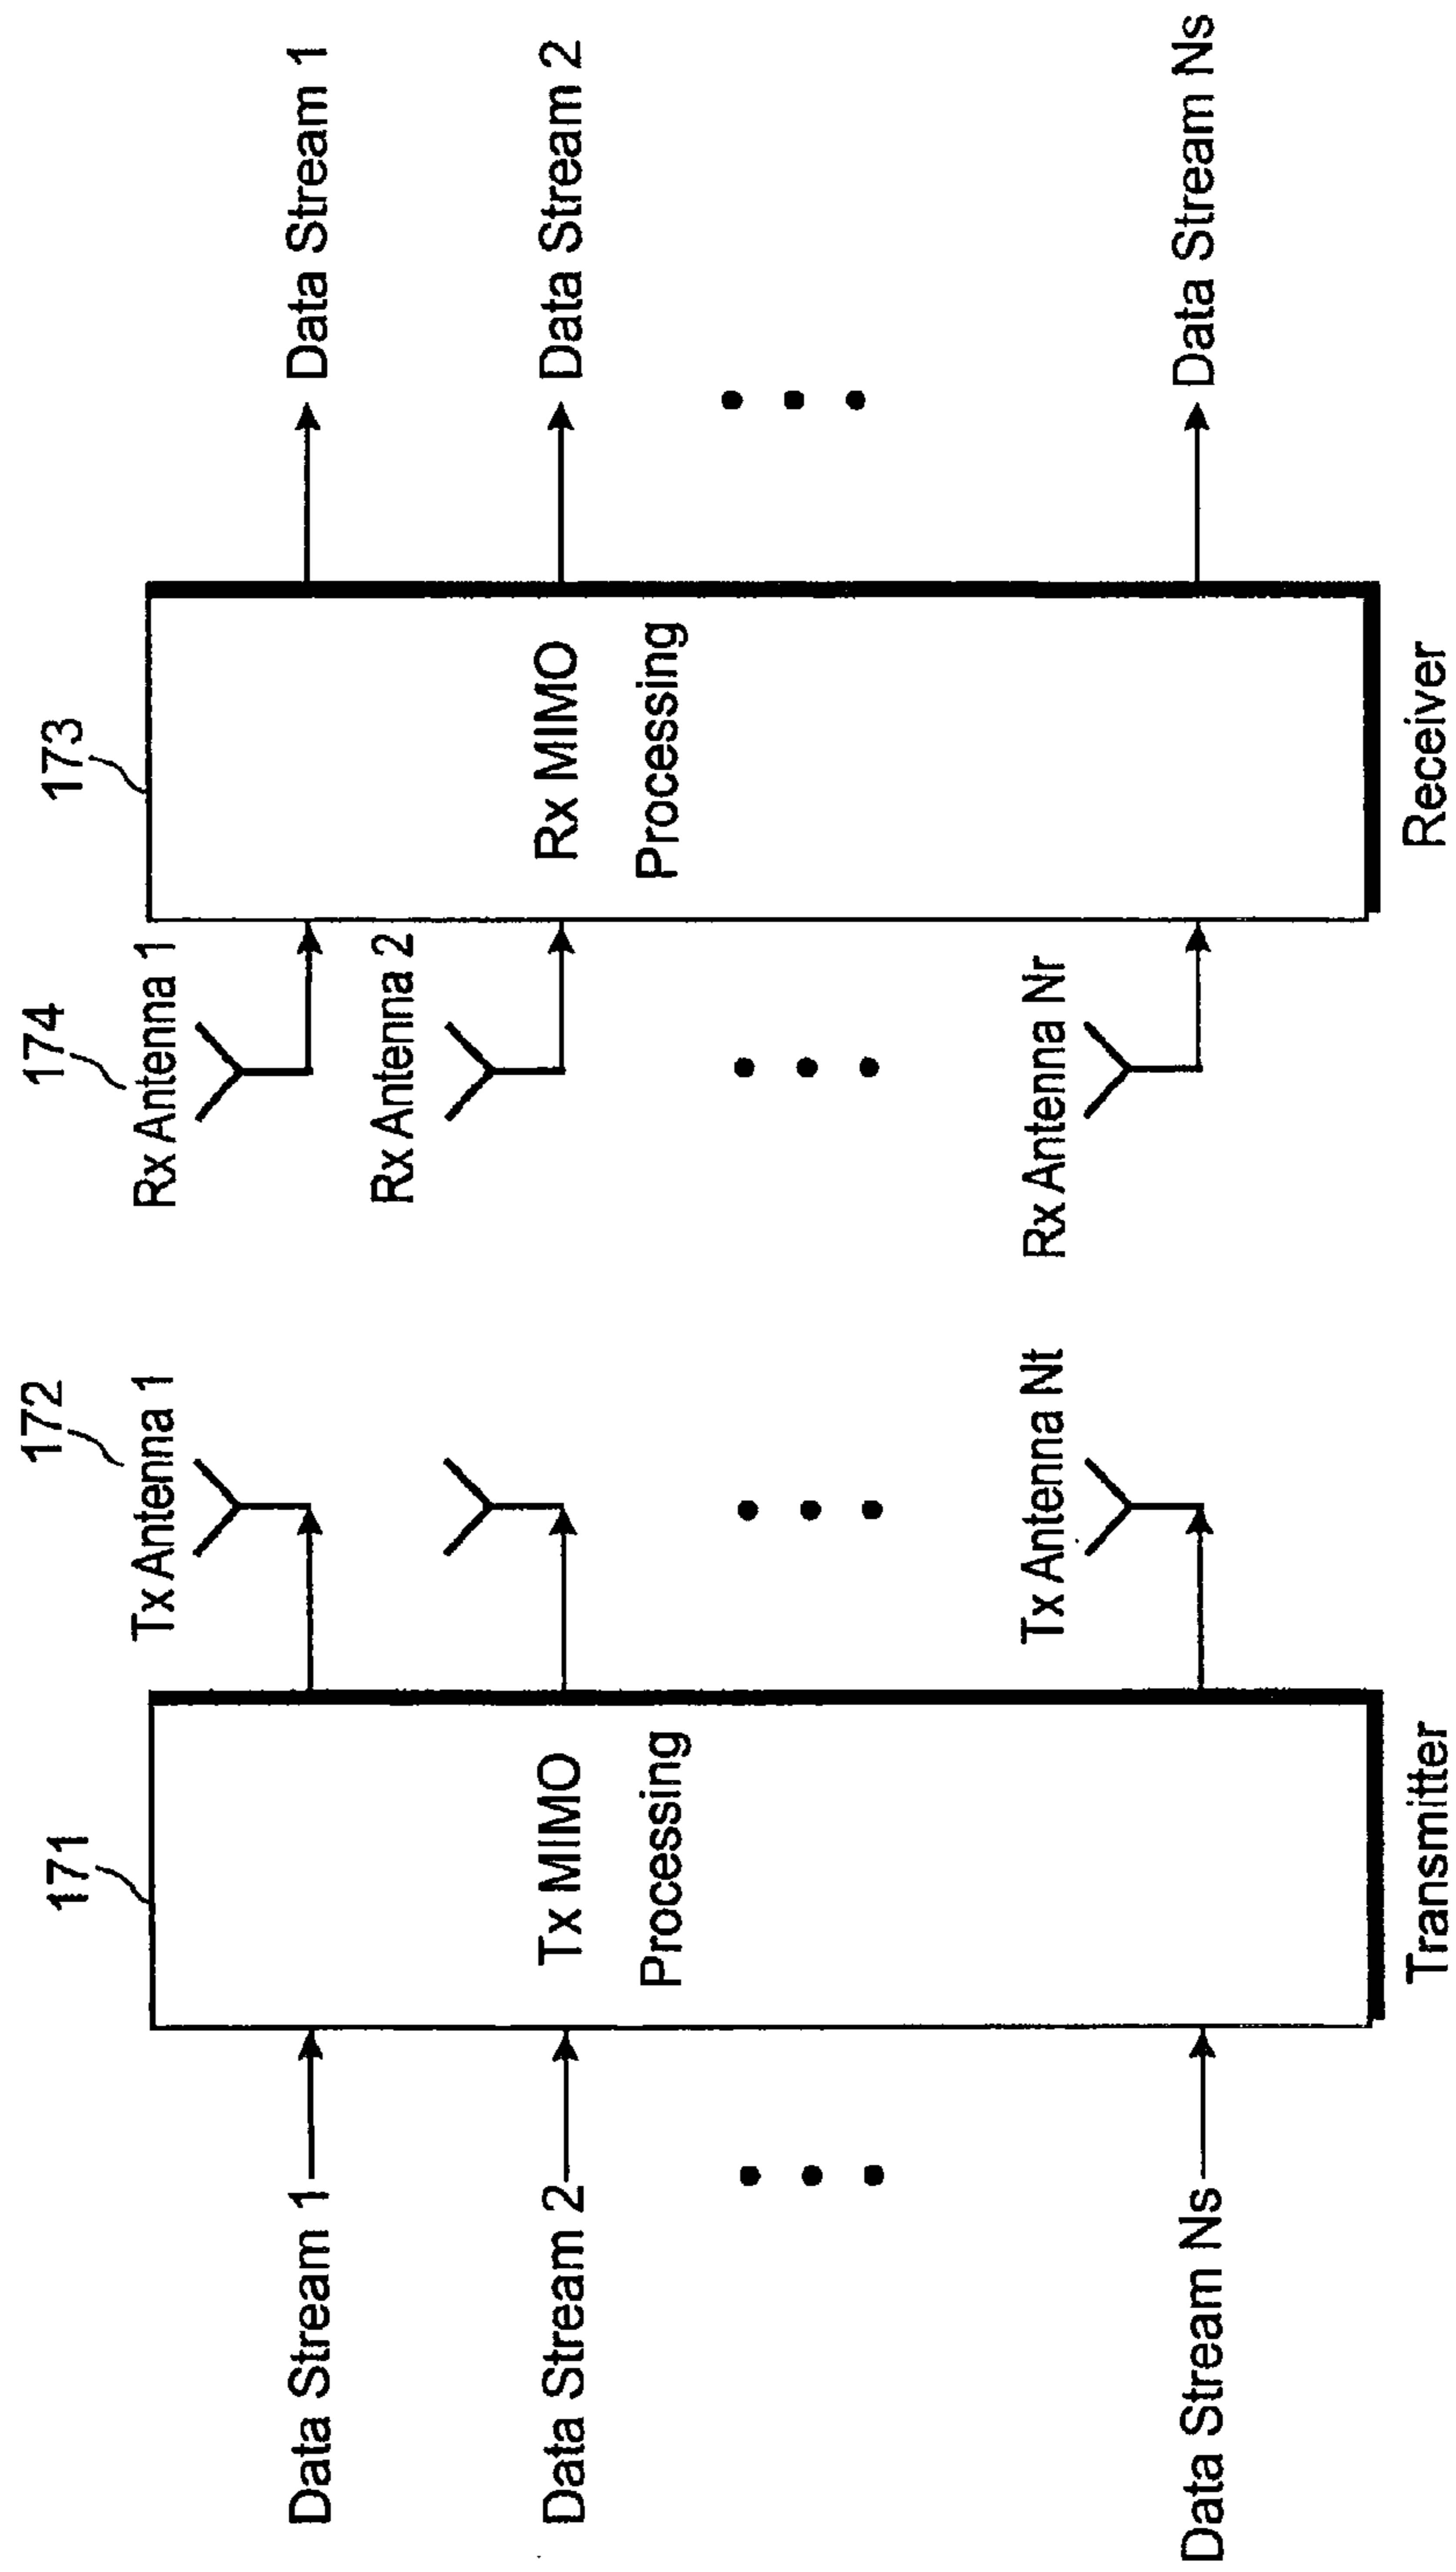 171
172
174
173
Tx Antenna 1
Rx Antenna 1
Data Stream 1
Data Stream 1
Rx Antenna 2
Data Stream 2
Tx MIMO
Processing
Rx MIMO
Processing
Data Stream 2
Data Stream Ns
Tx Antenna Nt
Rx Antenna Nr
Data Stream Ns
Transmitter
Receiver